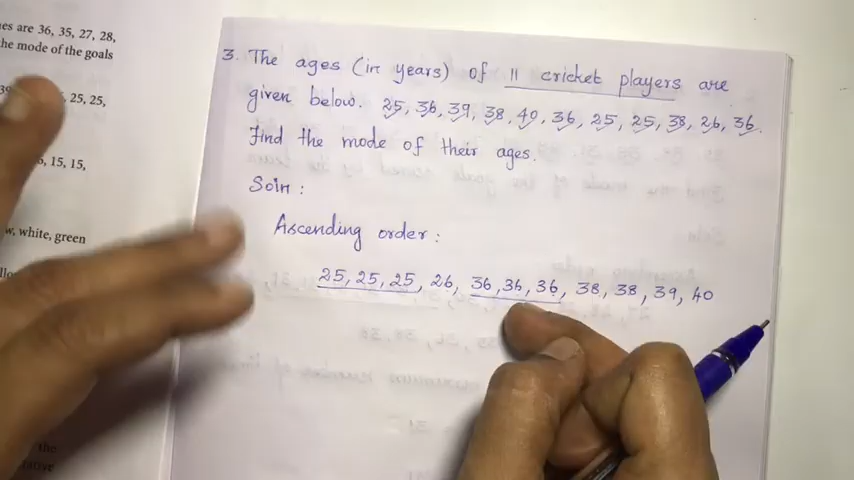 es are 36, 35, 27, 28,
the mode of the goals
25, 25,
15, 15,
w, white, green
the
3. The ages (in years) of 11 cricket players are
given below. 25, 36, 39, 38, 40, 36, 25, 25, 38, 26, 36.
Find the mode of their ages.
Soln :
Ascending order :
25, 25, 25, 26, 36, 36, 36, 38, 38, 39, 40